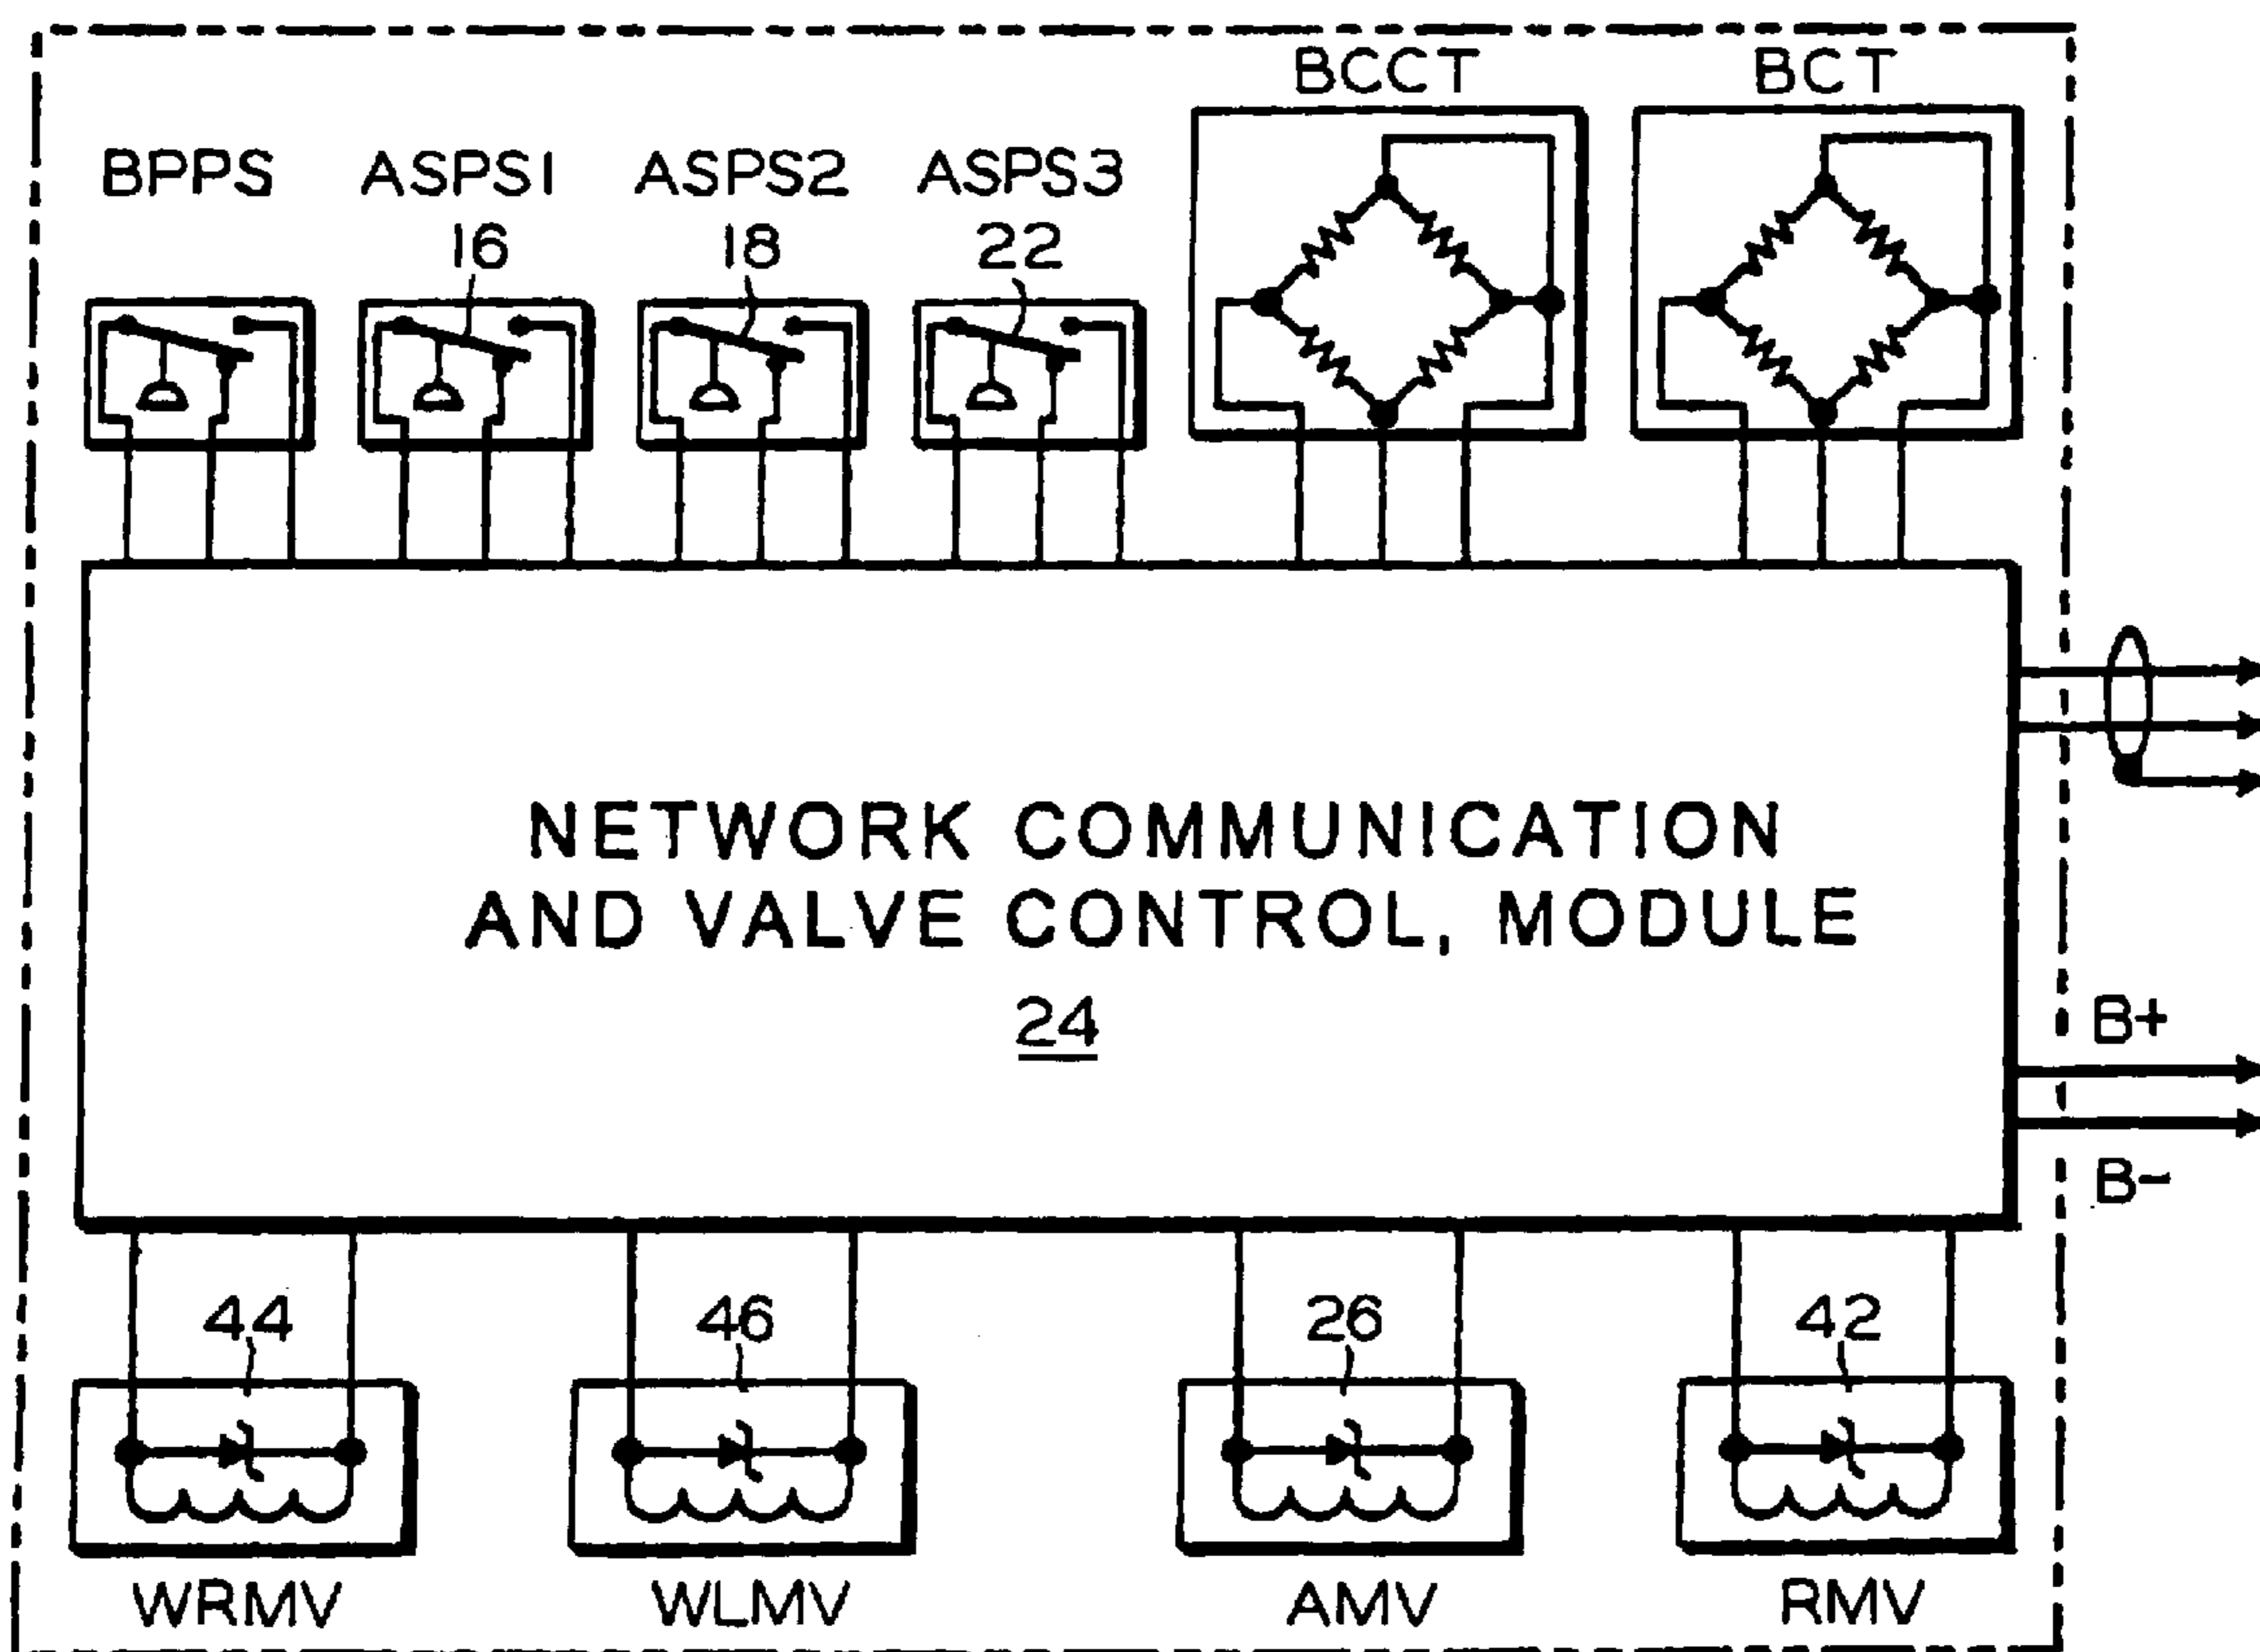 BCCT BCT
BPPS ASPS1 ASPS2 ASPS3
16 18 22
NETWORK COMMUNICATION
AND VALVE CONTROL, MODULE
24
B+
B-
44 46 26 42
WRMV WLMV AMV RMV